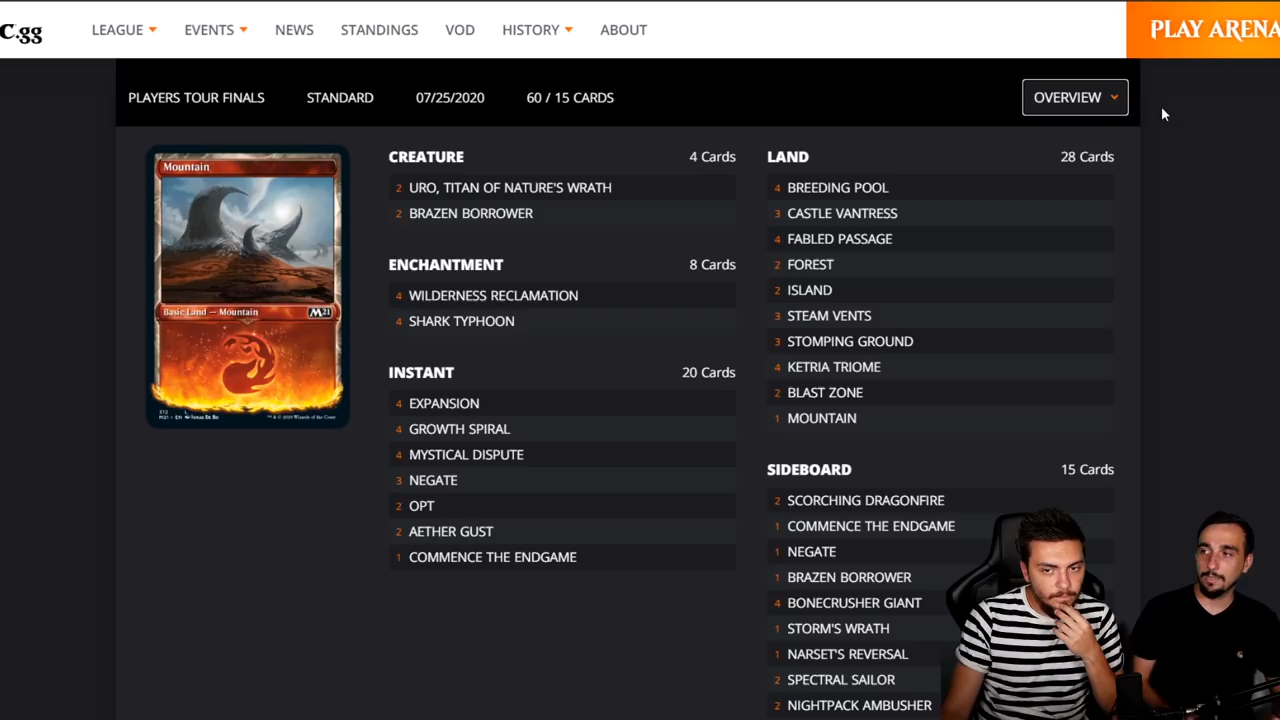 C.gg
LEAGUE
EVENTS
NEWS
STANDINGS
VOD
HISTORY
ABOUT
PLAY ARENA
PLAYERS TOUR FINALS
STANDARD
07/25/2020
60 / 15 CARDS
OVERVIEW
Mountain
Basic Land — Mountain
M21
CREATURE 4 Cards
2 URO, TITAN OF NATURE'S WRATH
2 BRAZEN BORROWER
ENCHANTMENT 8 Cards
4 WILDERNESS RECLAMATION
4 SHARK TYPHOON
INSTANT 20 Cards
4 EXPANSION
4 GROWTH SPIRAL
4 MYSTICAL DISPUTE
3 NEGATE
2 OPT
2 AETHER GUST
1 COMMENCE THE ENDGAME
LAND 28 Cards
4 BREEDING POOL
3 CASTLE VANTRESS
4 FABLED PASSAGE
2 FOREST
2 ISLAND
3 STEAM VENTS
3 STOMPING GROUND
4 KETRIA TRIOME
2 BLAST ZONE
1 MOUNTAIN
SIDEBOARD 15 Cards
2 SCORCHING DRAGONFIRE
1 COMMENCE THE ENDGAME
1 NEGATE
1 BRAZEN BORROWER
4 BONECRUSHER GIANT
1 STORM'S WRATH
1 NARSET'S REVERSAL
2 SPECTRAL SAILOR
2 NIGHTPACK AMBUSHER